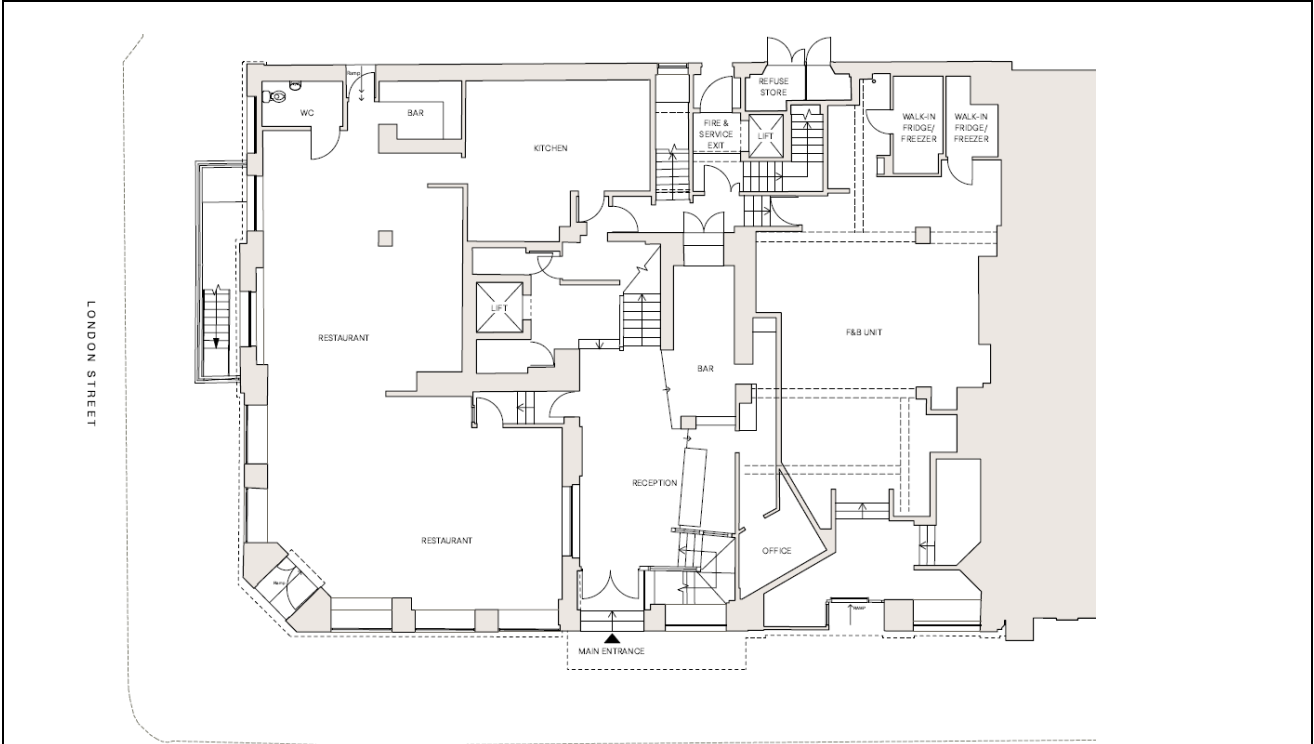 Ramp
WC
BAR
REFUSE
STORE
KITCHEN
FIRE &
SERVICE
EXIT
LIFT
WALK-IN
FRIDGE/
FREEZER
WALK-IN
FRIDGE/
FREEZER
LIFT
RESTAURANT
F&B UNIT
LONDON STREET
BAR
RECEPTION
RESTAURANT
OFFICE
Ramp
RAMP
MAIN ENTRANCE